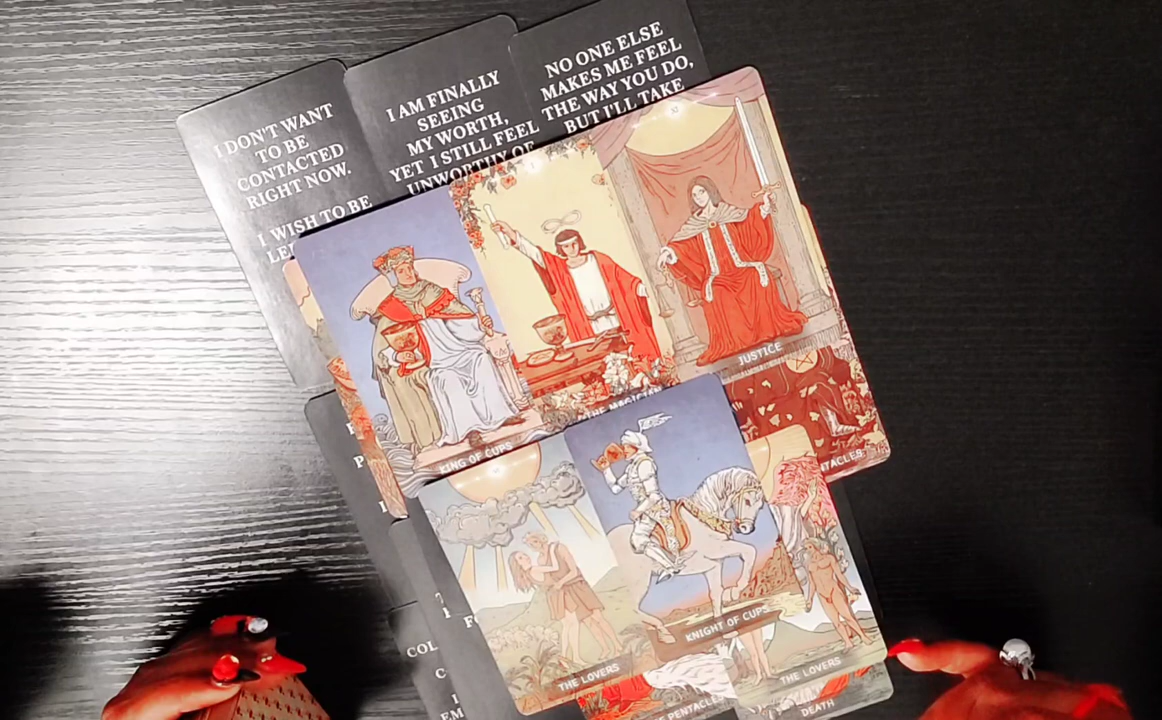 I DON'T WANT
TO BE
CONTACTED
RIGHT NOW.
I WISH TO BE
I AM FINALLY
SEEING
MY WORTH,
YET I STILL FEEL
UNWORTHY OF
NO ONE ELSE
MAKES ME FEEL
THE WAY YOU DO,
BUT I'LL TAKE
KING OF CUPS
THE MAGICIAN
JUSTICE
THE LOVERS
KNIGHT OF CUPS
THE LOVERS
DEATH